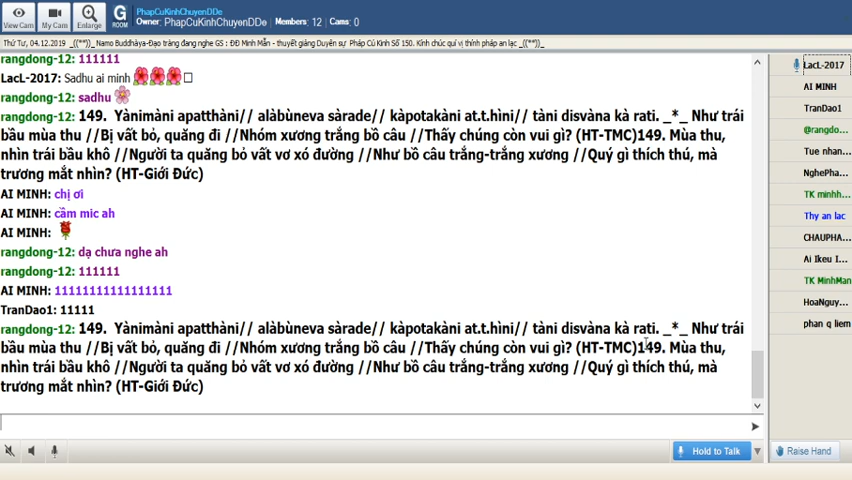 PhapCuKinhChuyenDDe
Owner: PhapCuKinhChuyenDDe Members: 12 Cams: 0
View Cam My Cam Enlarge G ROOM
Thứ Tư, 04.12.2019 _((**))_ Namo Buddhàya-Đạo tràng đang nghe GS : ĐĐ Minh Mẫn - thuyết giảng Duyên sự Pháp Cú Kinh Số 150. Kính chúc quí vị thính pháp an lạc _((**)_
rangdong-12: 111111
LacL-2017: Sadhu ai minh
rangdong-12: sadhu
rangdong-12: 149. Yànimàni apatthàni// alàbùneva sàrade// kàpotakàni at.t.hìni// tàni disvàna kà rati. _*_ Như trái
bầu mùa thu //Bị vất bỏ, quăng đi //Nhóm xương trắng bồ câu //Thấy chúng còn vui gì? (HT-TMC)149. Mùa thu,
nhìn trái bầu khô //Người ta quăng bỏ vất vơ xó đường //Như bồ câu trắng-trắng xương //Quý gì thích thú, mà
trương mắt nhìn? (HT-Giới Đức)
AI MINH: chị ơi
AI MINH: cầm mic ah
AI MINH:
rangdong-12: dạ chưa nghe ah
rangdong-12: 111111
AI MINH: 11111111111111111
TranDao1: 11111
rangdong-12: 149. Yànimàni apatthàni// alàbùneva sàrade// kàpotakàni at.t.hìni// tàni disvàna kà rati. _*_ Như trái
bầu mùa thu //Bị vất bỏ, quăng đi //Nhóm xương trắng bồ câu //Thấy chúng còn vui gì? (HT-TMC)149. Mùa thu,
nhìn trái bầu khô //Người ta quăng bỏ vất vơ xó đường //Như bồ câu trắng-trắng xương //Quý gì thích thú, mà
trương mắt nhìn? (HT-Giới Đức)
LacL-2017
AI MINH
TranDao1
@rangdo...
Tue nhan...
NghePha...
TK minhh...
Thy an lac
CHAUPHA...
Ai Ikeu I...
TK MinhMan
HoaNguy...
phan q liem
Hold to Talk
Raise Hand